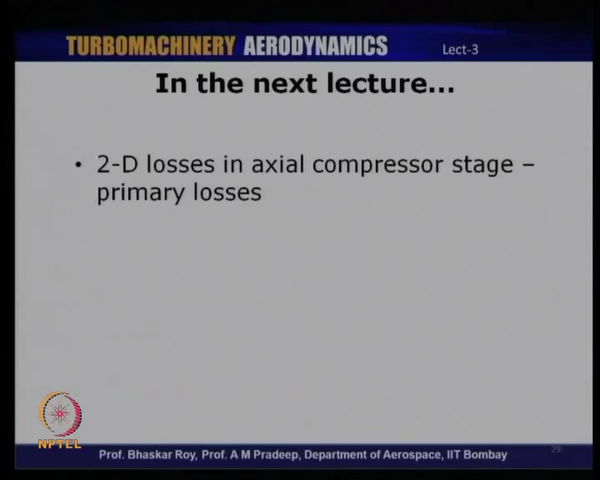 TURBOMACHINERY AERODYNAMICS Lect-3
In the next lecture...
• 2-D losses in axial compressor stage –
primary losses
NPTEL
Prof. Bhaskar Roy, Prof. A M Pradeep, Department of Aerospace, IIT Bombay